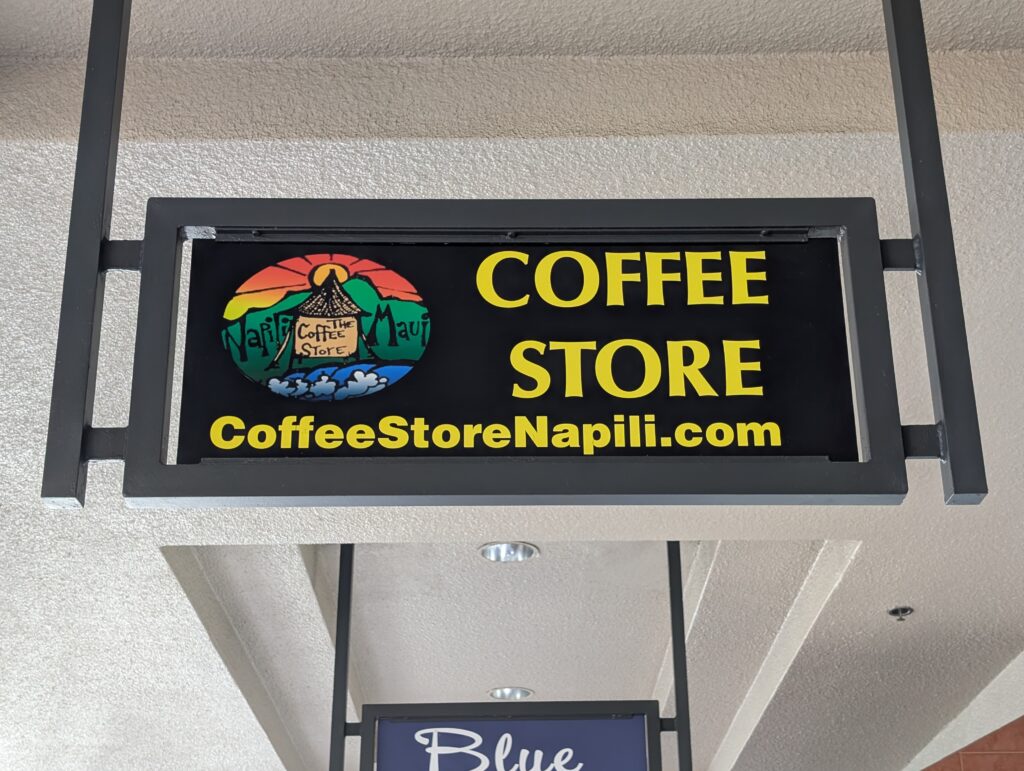 COFFEE
STORE
Napili Maui
THE
Coffee
Store
CoffeeStoreNapili.com
Blue